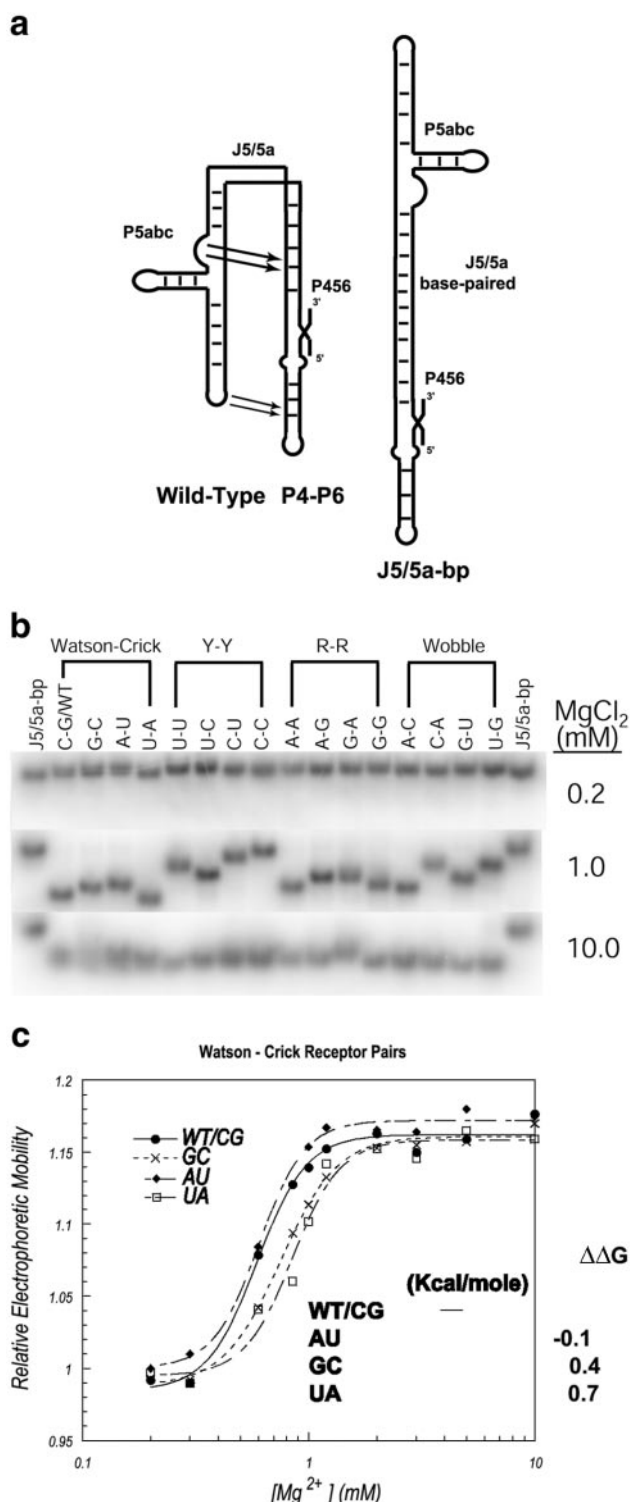 a
J5/5a
P5abc
P456
3'
5'
Wild-Type P4-P6
P5abc
J5/5a
base-paired
P456
3'
5'
J5/5a-bp
b
Watson-Crick Y-Y R-R Wobble
J5/5a-bp C-G/WT G-C A-U U-A U-U U-C C-U C-C A-A A-G G-A G-G A-C C-A G-U U-G J5/5a-bp
MgCl2
(mM)
0.2
1.0
10.0
c
Watson - Crick Receptor Pairs
Relative Electrophoretic Mobility
1.2
1.15
1.1
1.05
1
0.95
WT/CG
GC
AU
UA
ΔΔG
(Kcal/mole)
WT/CG —
AU -0.1
GC 0.4
UA 0.7
0.1 1 10
[Mg 2+ ] (mM)